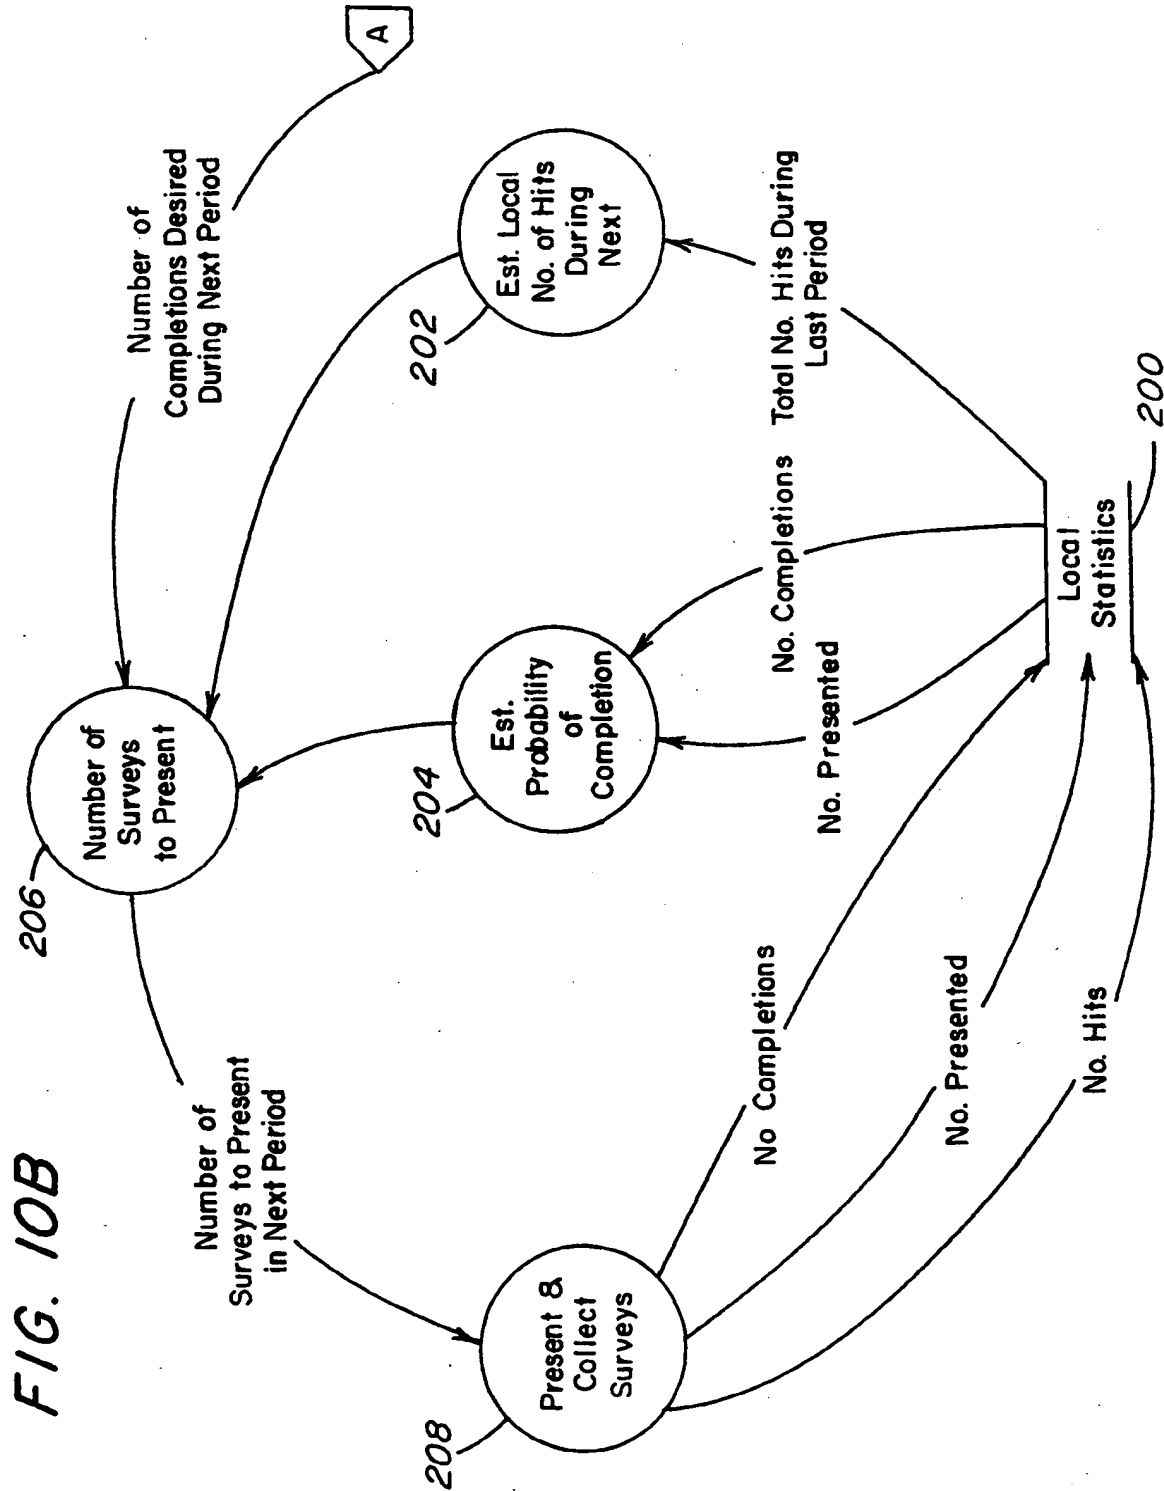 FIG. 10B
206
Number of
Surveys
to Present
Number of
Completions Desired
During Next Period
A
Number of
Surveys to Present
in Next Period
208
Present &
Collect
Surveys
204
Est.
Probability
of
Completion
202
Est. Local
No. of Hits
During
Next
No Completions
No. Presented
No. Hits
No. Presented
No. Completions
Total No. Hits During
Last Period
Local
Statistics
200